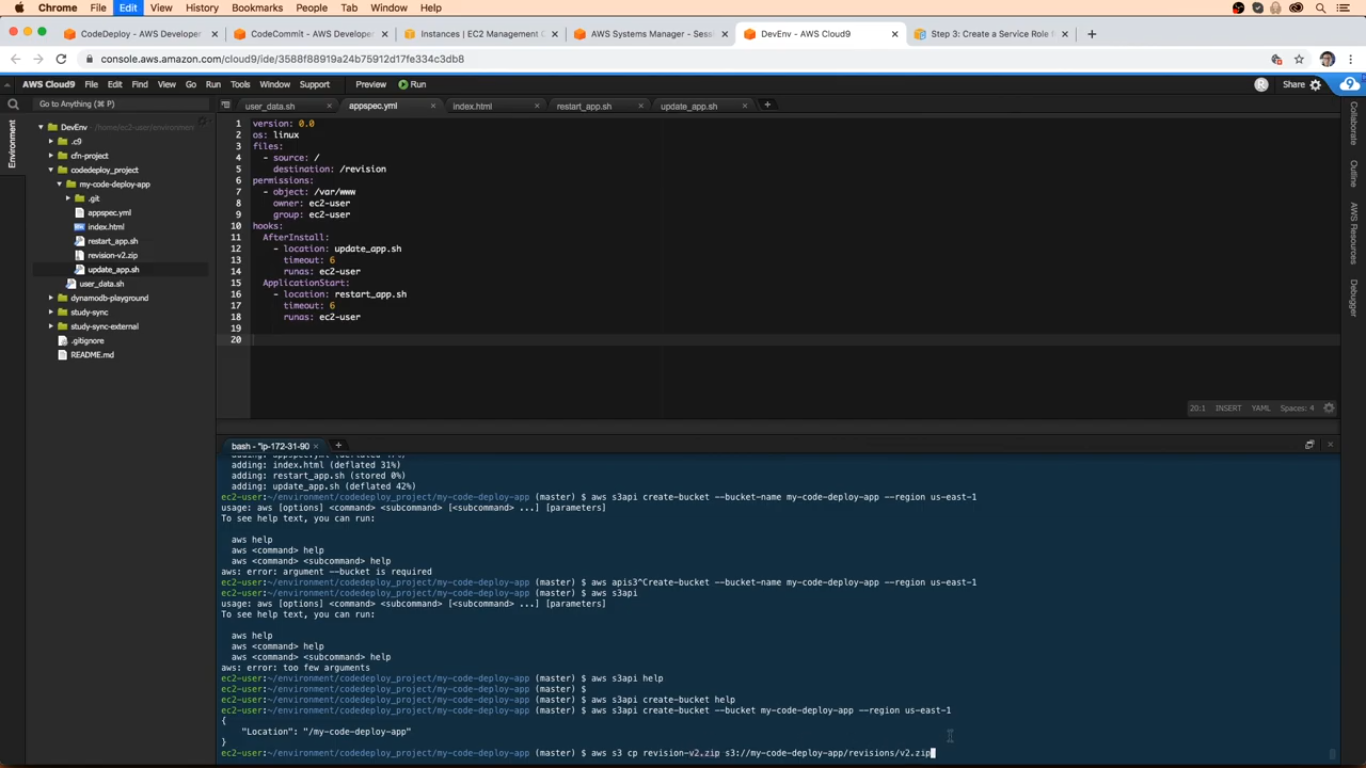 Chrome File Edit View History Bookmarks People Tab Window Help
CodeDeploy - AWS Developer × CodeCommit - AWS Develope × Instances | EC2 Management C × AWS Systems Manager - Sess × DevEnv - AWS Cloud9 × Step 3: Create a Service Role f × +
console.aws.amazon.com/cloud9/ide/3588f88919a24b75912d17fe334c3db8
AWS Cloud9 File Edit Find View Go Run Tools Window Support Preview Run R Share
Go to Anything (⌘ P) user_data.sh × appspec.yml × index.html × restart_app.sh × update_app.sh × +
Environment
DevEnv - /home/ec2-user/environment
.c9
cfn-project
codedeploy_project
my-code-deploy-app
.git
appspec.yml
index.html
restart_app.sh
revision-v2.zip
update_app.sh
user_data.sh
dynamodb-playground
study-sync
study-sync-external
.gitignore
README.md
1 version: 0.0
2 os: linux
3 files:
4 - source: /
5 destination: /revision
6 permissions:
7 - object: /var/www
8 owner: ec2-user
9 group: ec2-user
10 hooks:
11 AfterInstall:
12 - location: update_app.sh
13 timeout: 6
14 runas: ec2-user
15 ApplicationStart:
16 - location: restart_app.sh
17 timeout: 6
18 runas: ec2-user
19
20
Collaborate
Outline
AWS Resources
Debugger
20:1 INSERT YAML Spaces: 4
bash - "ip-172-31-90 × +
adding: index.html (deflated 31%)
adding: restart_app.sh (stored 0%)
adding: update_app.sh (deflated 42%)
ec2-user:~/environment/codedeploy_project/my-code-deploy-app (master) $ aws s3api create-bucket --bucket-name my-code-deploy-app --region us-east-1
usage: aws [options] <command> <subcommand> [<subcommand> ...] [parameters]
To see help text, you can run:
aws help
aws <command> help
aws <command> <subcommand> help
aws: error: argument --bucket is required
ec2-user:~/environment/codedeploy_project/my-code-deploy-app (master) $ aws apis3^Create-bucket --bucket-name my-code-deploy-app --region us-east-1
ec2-user:~/environment/codedeploy_project/my-code-deploy-app (master) $ aws s3api
usage: aws [options] <command> <subcommand> [<subcommand> ...] [parameters]
To see help text, you can run:
aws help
aws <command> help
aws <command> <subcommand> help
aws: error: too few arguments
ec2-user:~/environment/codedeploy_project/my-code-deploy-app (master) $ aws s3api help
ec2-user:~/environment/codedeploy_project/my-code-deploy-app (master) $
ec2-user:~/environment/codedeploy_project/my-code-deploy-app (master) $ aws s3api create-bucket help
ec2-user:~/environment/codedeploy_project/my-code-deploy-app (master) $ aws s3api create-bucket --bucket my-code-deploy-app --region us-east-1
{
"Location": "/my-code-deploy-app"
}
ec2-user:~/environment/codedeploy_project/my-code-deploy-app (master) $ aws s3 cp revision-v2.zip s3://my-code-deploy-app/revisions/v2.zip